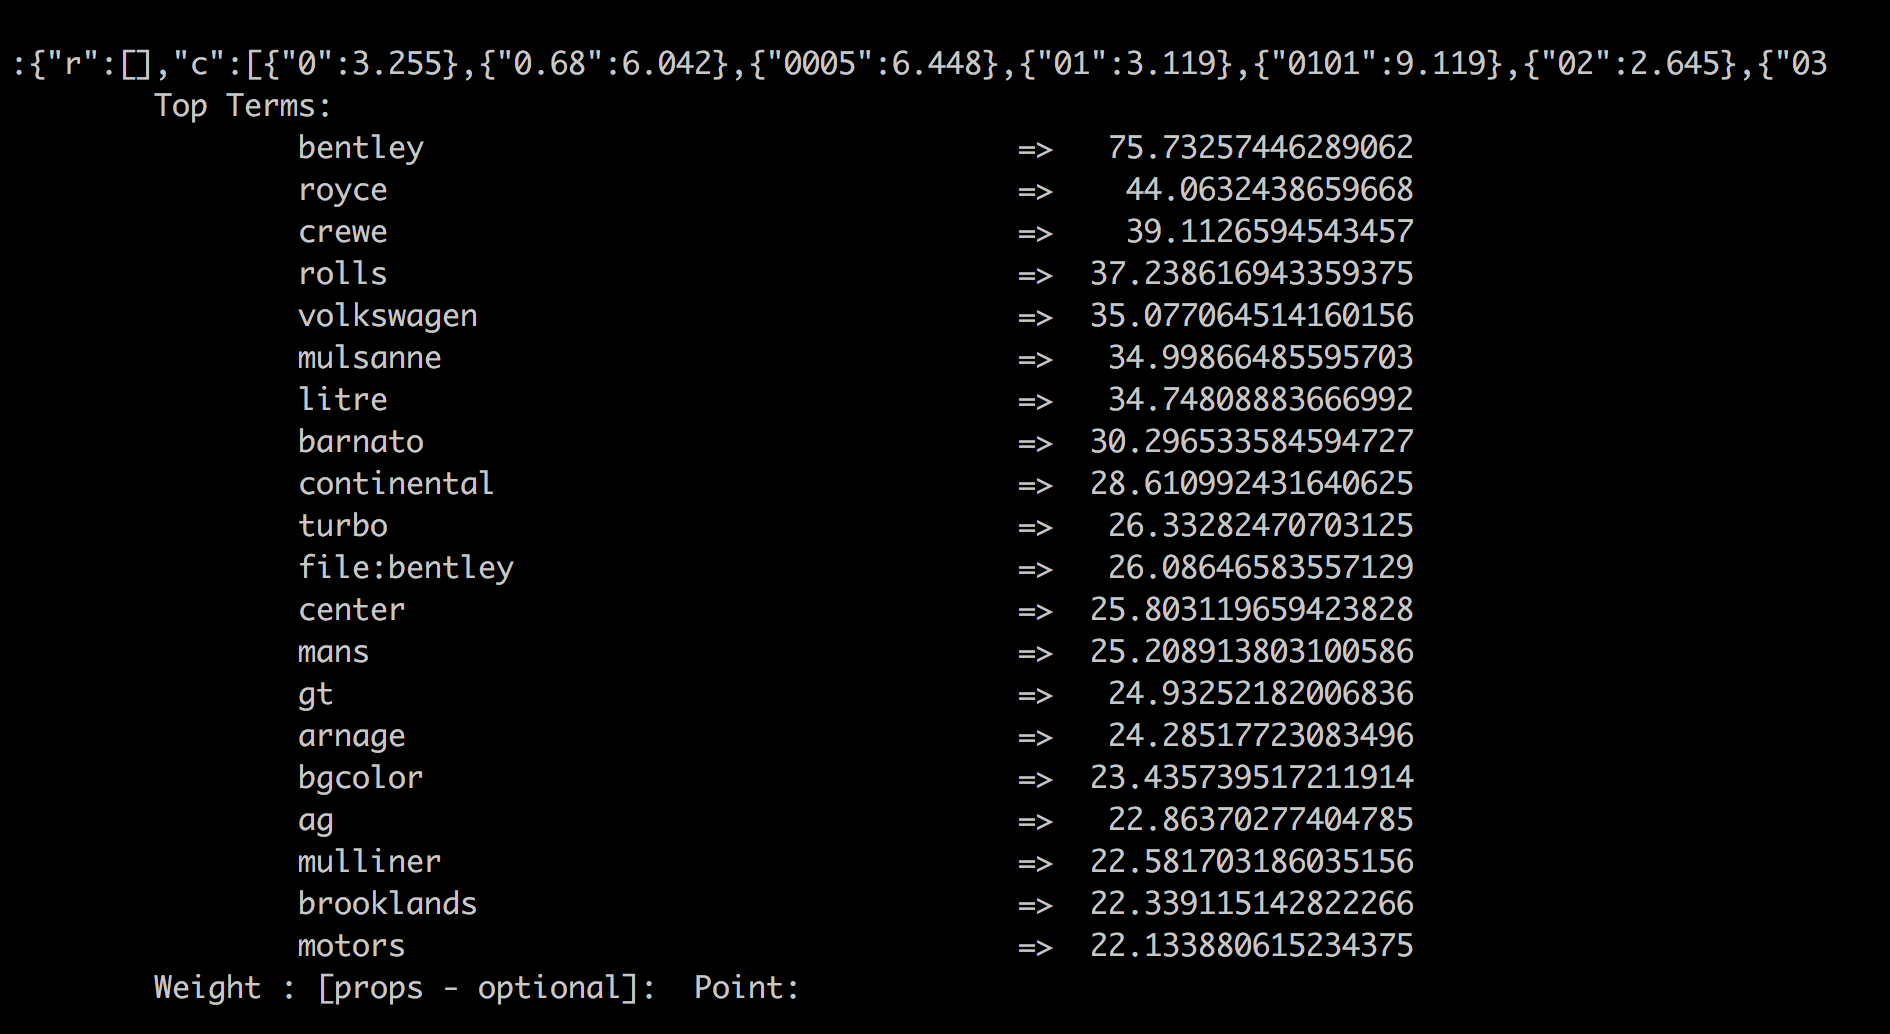 :{"r":[],"c":[{"0":3.255},{"0.68":6.042},{"0005":6.448},{"01":3.119},{"0101":9.119},{"02":2.645},{"03
Top Terms:
bentley => 75.73257446289062
royce => 44.0632438659668
crewe => 39.1126594543457
rolls => 37.238616943359375
volkswagen => 35.077064514160156
mulsanne => 34.99866485595703
litre => 34.74808883666992
barnato => 30.296533584594727
continental => 28.610992431640625
turbo => 26.33282470703125
file:bentley => 26.08646583557129
center => 25.803119659423828
mans => 25.208913803100586
gt => 24.93252182006836
arnage => 24.28517723083496
bgcolor => 23.435739517211914
ag => 22.86370277404785
mulliner => 22.581703186035156
brooklands => 22.339115142822266
motors => 22.133880615234375
Weight : [props - optional]:  Point: